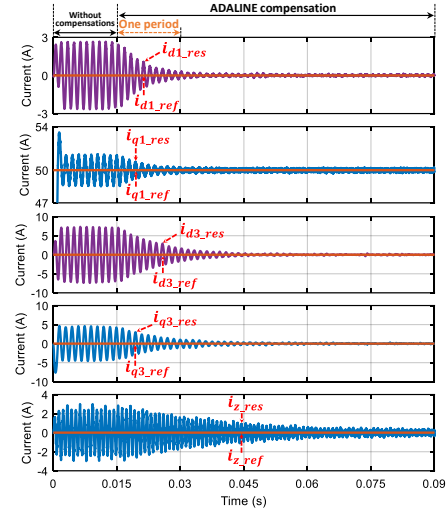 ADALINE compensation
Without compensations
One period
3
0
-3
Current (A)
i_d1_res
i_d1_ref
54
50
47
Current (A)
i_q1_res
i_q1_ref
10
5
0
-5
-10
Current (A)
i_d3_res
i_d3_ref
10
5
0
-5
-10
Current (A)
i_q3_res
i_q3_ref
4
2
0
-2
-4
Current (A)
i_z_res
i_z_ref
0 0.015 0.03 0.045 0.06 0.075 0.09
Time (s)